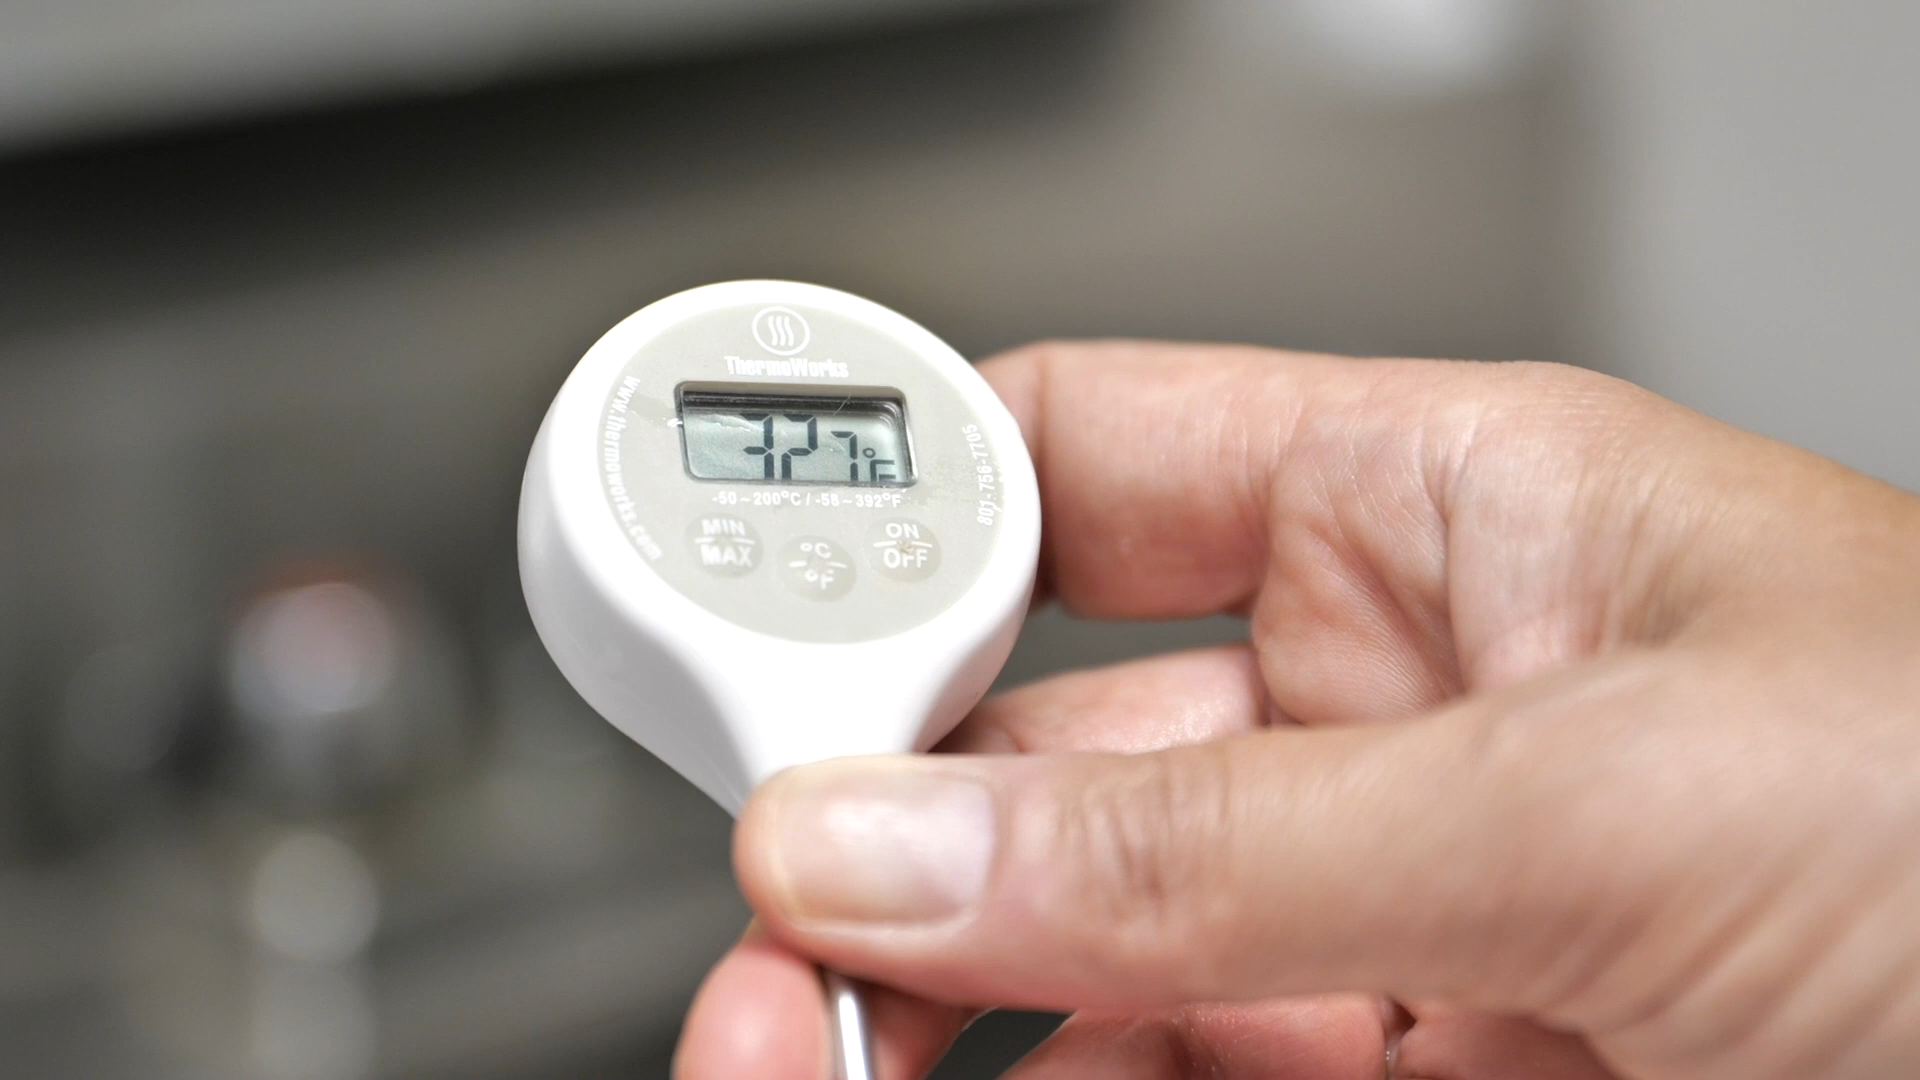 ThermoWorks
www.thermoworks.com
32.7°F
801-756-7705
-50~200°C / -58~392°F
MIN
MAX
°C
°F
ON
OFF